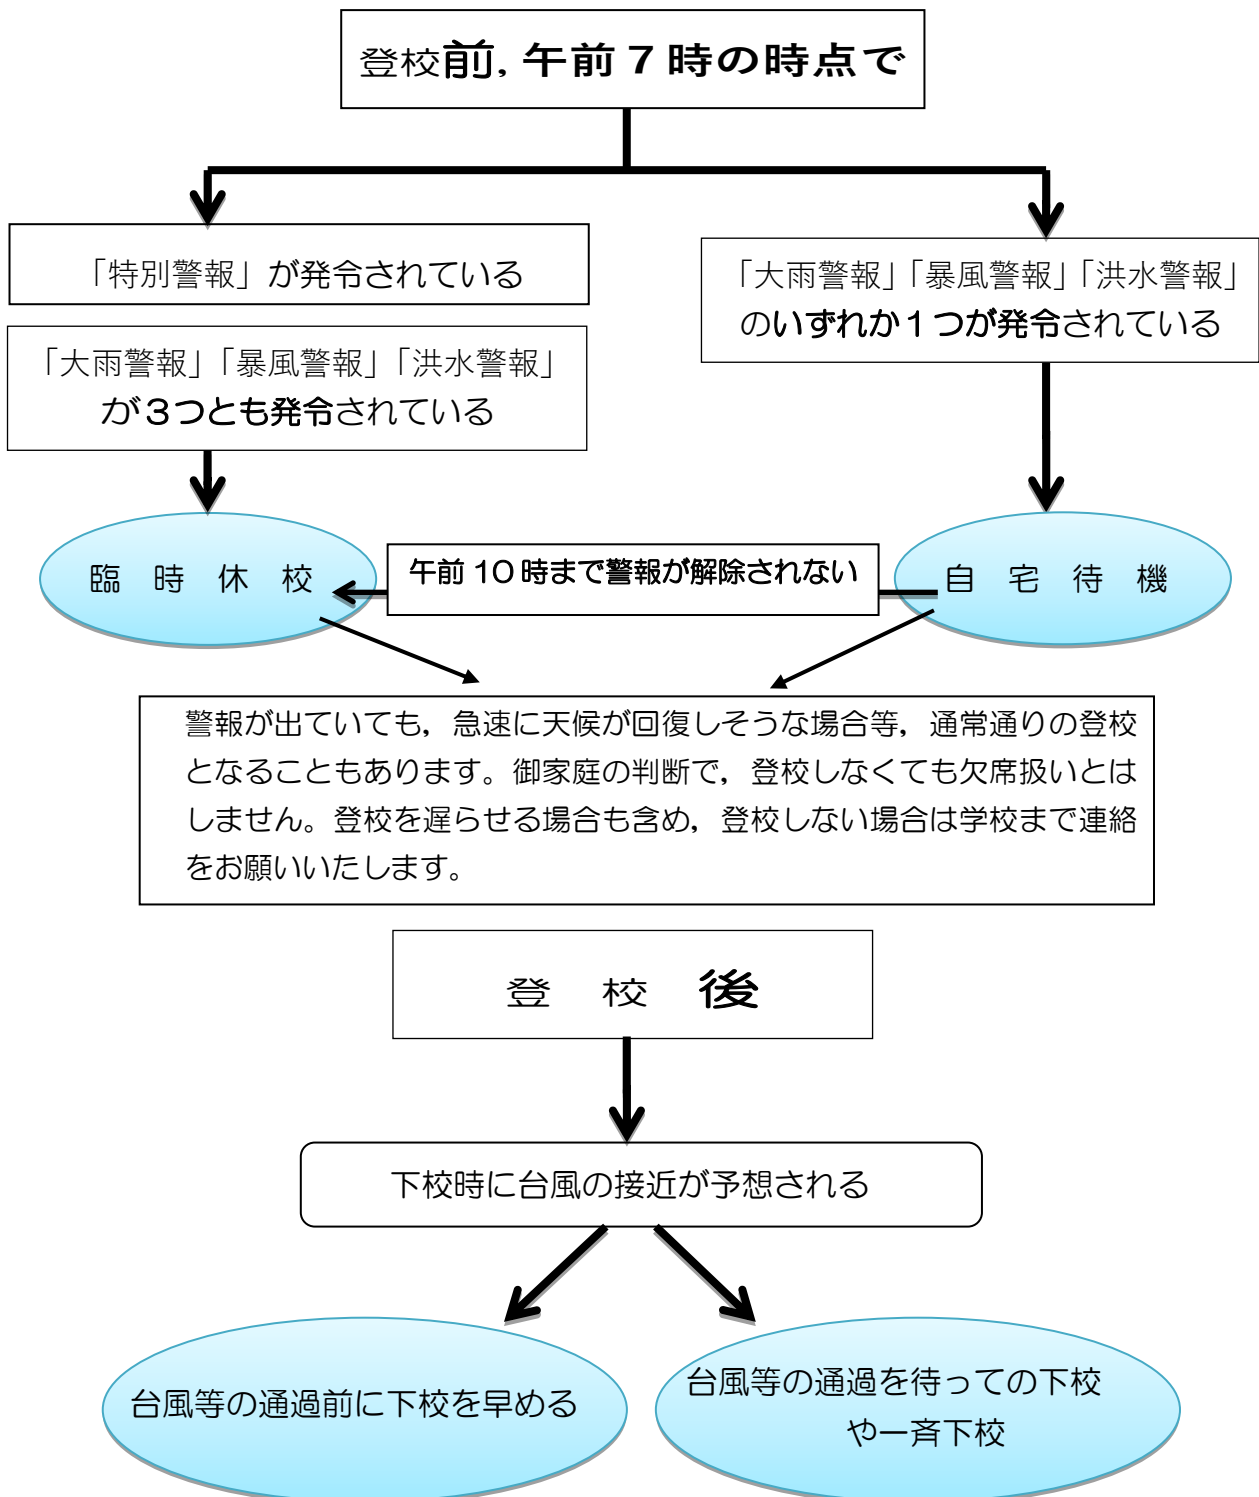 登校前，午前７時の時点で
「特別警報」が発令されている
「大雨警報」「暴風警報」「洪水警報」
が３つとも発令されている
「大雨警報」「暴風警報」「洪水警報」
のいずれか１つが発令されている
臨　時　休　校
午前 10 時まで警報が解除されない
自　宅　待　機
警報が出ていても，急速に天候が回復しそうな場合等，通常通りの登校
となることもあります。御家庭の判断で，登校しなくても欠席扱いとは
しません。登校を遅らせる場合も含め，登校しない場合は学校まで連絡
をお願いいたします。
登　校　後
下校時に台風の接近が予想される
台風等の通過前に下校を早める
台風等の通過を待っての下校
や一斉下校